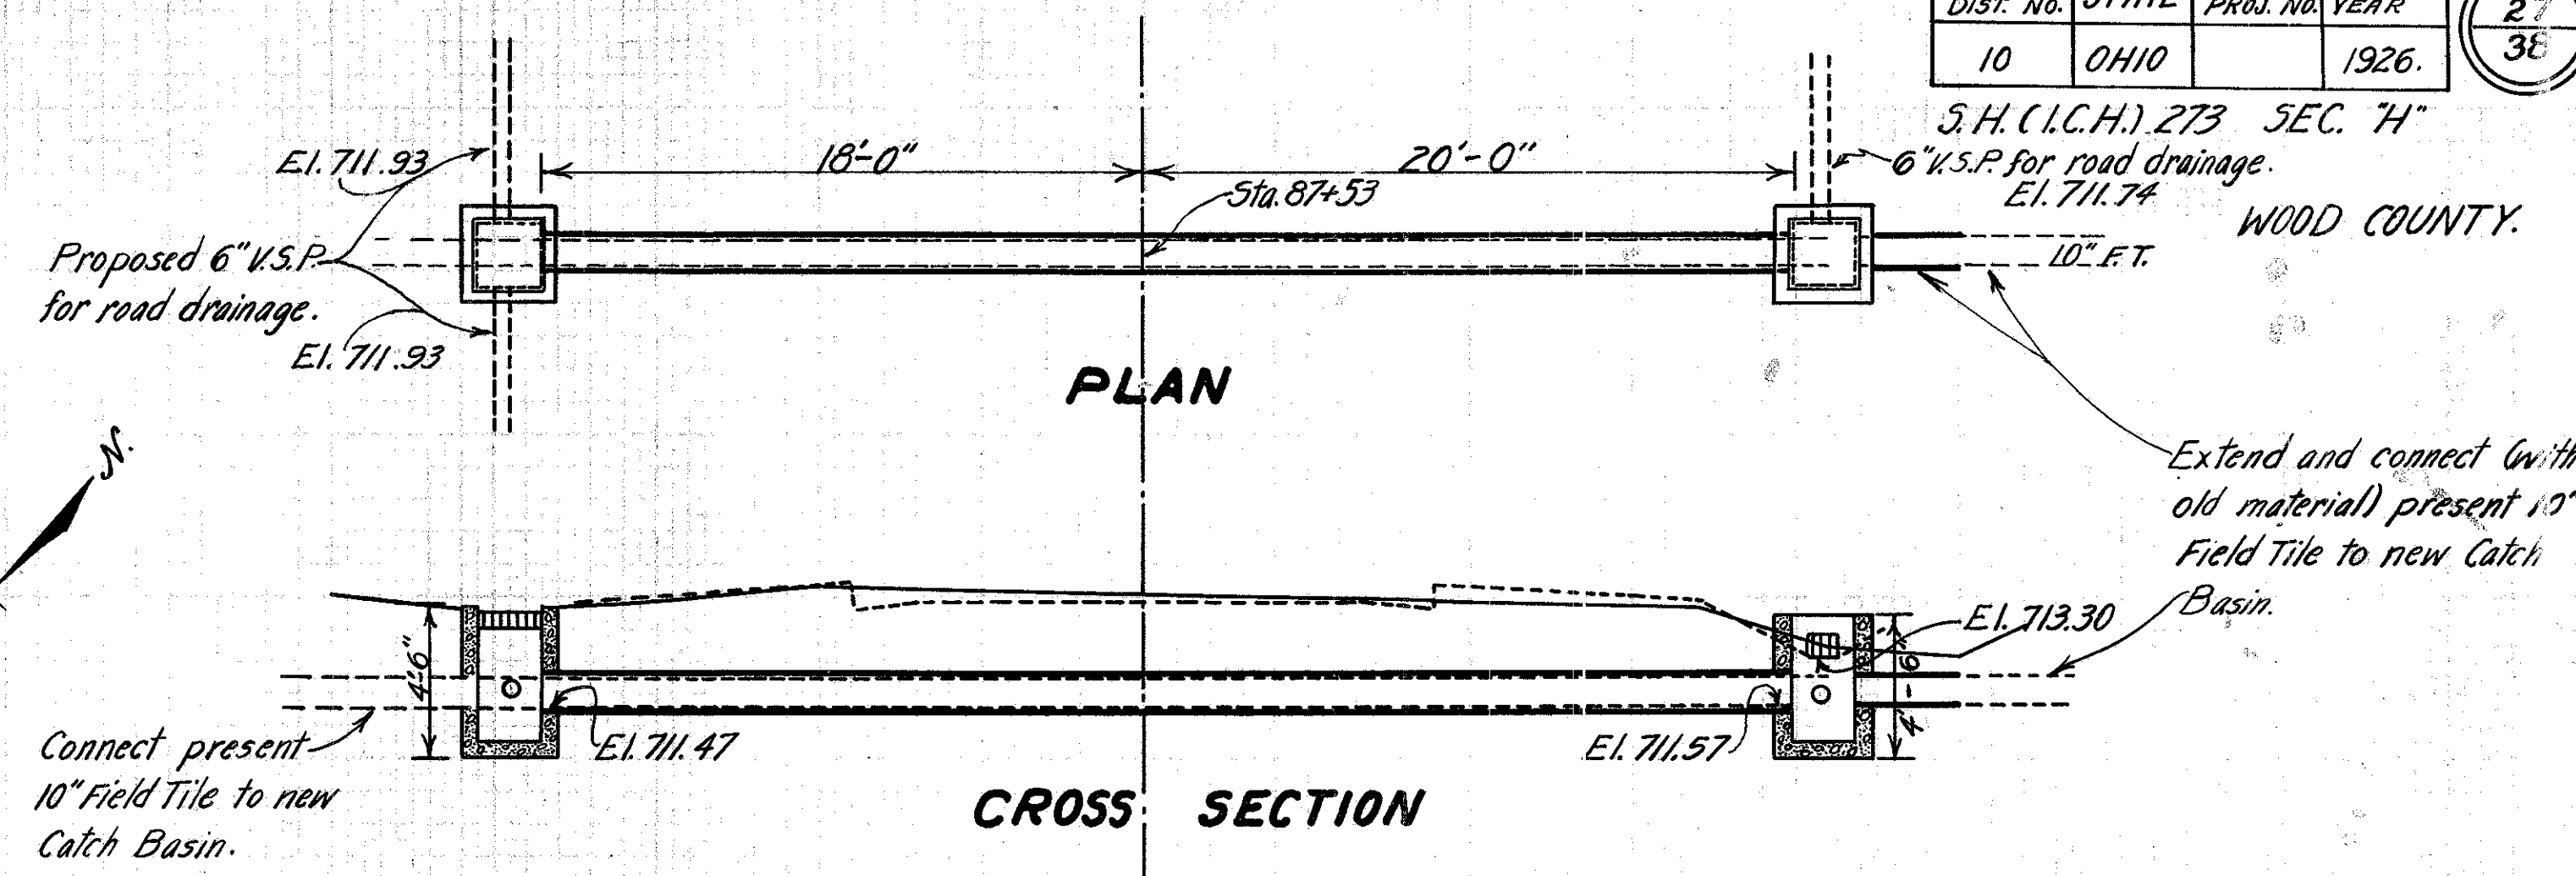 DIST. NO. STATE PROJ. NO. YEAR
10 OHIO 1926.
27
38
S.H. (I.C.H.) 273 SEC. "H"
WOOD COUNTY.
El. 711.93
18'-0"
20'-0"
Sta. 87+53
6" V.S.P. for road drainage.
El. 711.74
Proposed 6" V.S.P.
for road drainage.
El. 711.93
10" F.T.
PLAN
N.
Extend and connect (with
old material) present 10"
Field Tile to new Catch
Basin.
4'-6"
El. 713.30
4'-6"
Connect present
10" Field Tile to new
Catch Basin.
El. 711.47
El. 711.57
CROSS SECTION